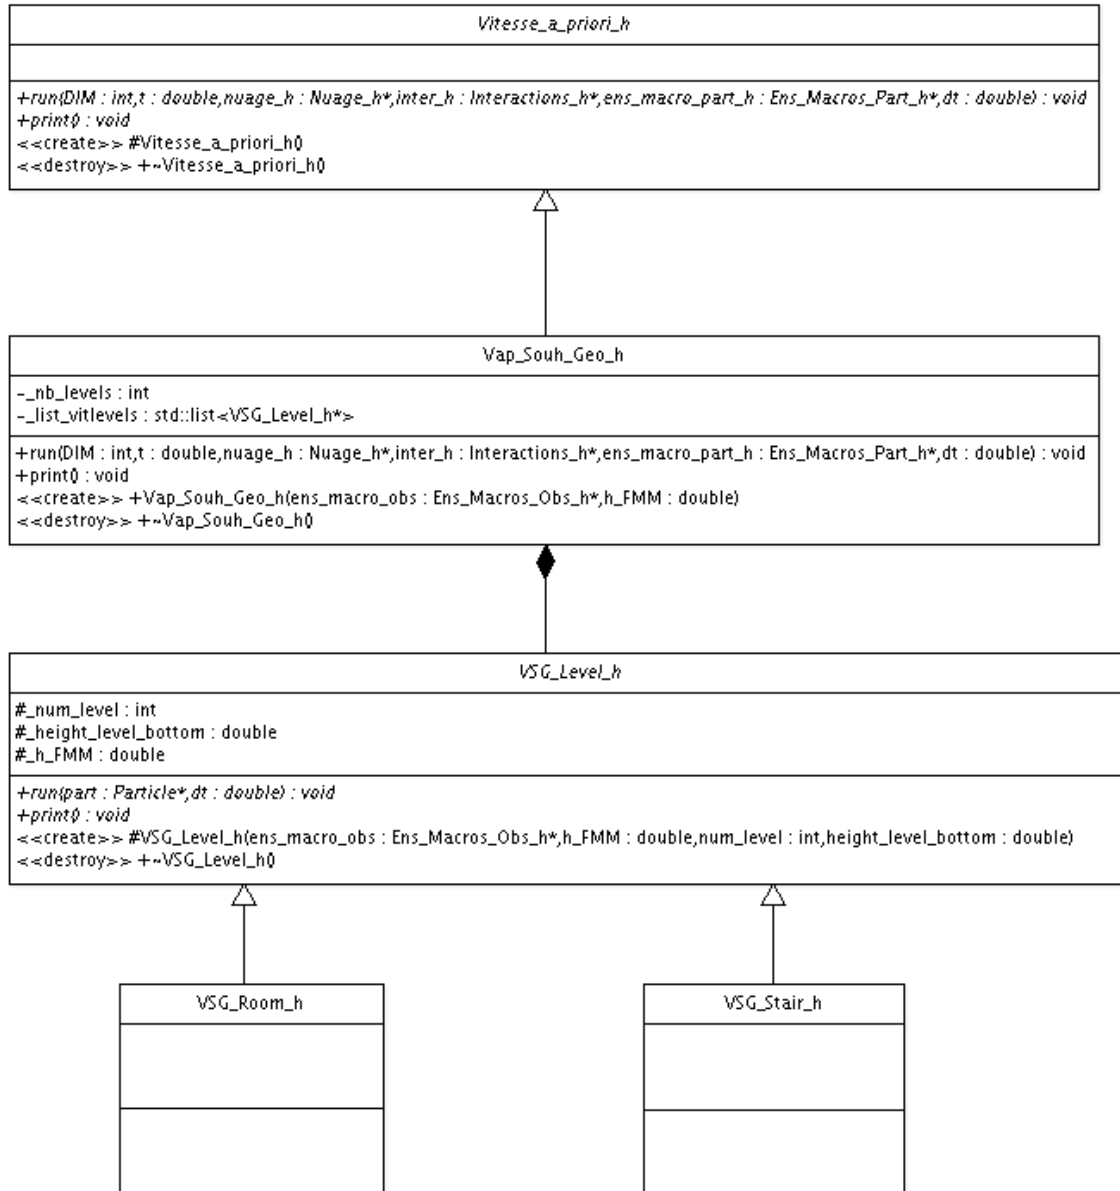 Vitesse_a_priori_h
+run(DIM : int,t : double,nuage_h : Nuage_h*,inter_h : Interactions_h*,ens_macro_part_h : Ens_Macros_Part_h*,dt : double) : void
+print() : void
<<create>> #Vitesse_a_priori_h()
<<destroy>> +~Vitesse_a_priori_h()
Vap_Souh_Geo_h
-_nb_levels : int
-_list_vitlevels : std::list<VSG_Level_h*>
+run(DIM : int,t : double,nuage_h : Nuage_h*,inter_h : Interactions_h*,ens_macro_part_h : Ens_Macros_Part_h*,dt : double) : void
+print() : void
<<create>> +Vap_Souh_Geo_h(ens_macro_obs : Ens_Macros_Obs_h*,h_FMM : double)
<<destroy>> +~Vap_Souh_Geo_h()
VSG_Level_h
#_num_level : int
#_height_level_bottom : double
#_h_FMM : double
+run(part : Particle*,dt : double) : void
+print() : void
<<create>> #VSG_Level_h(ens_macro_obs : Ens_Macros_Obs_h*,h_FMM : double,num_level : int,height_level_bottom : double)
<<destroy>> +~VSG_Level_h()
VSG_Room_h
VSG_Stair_h